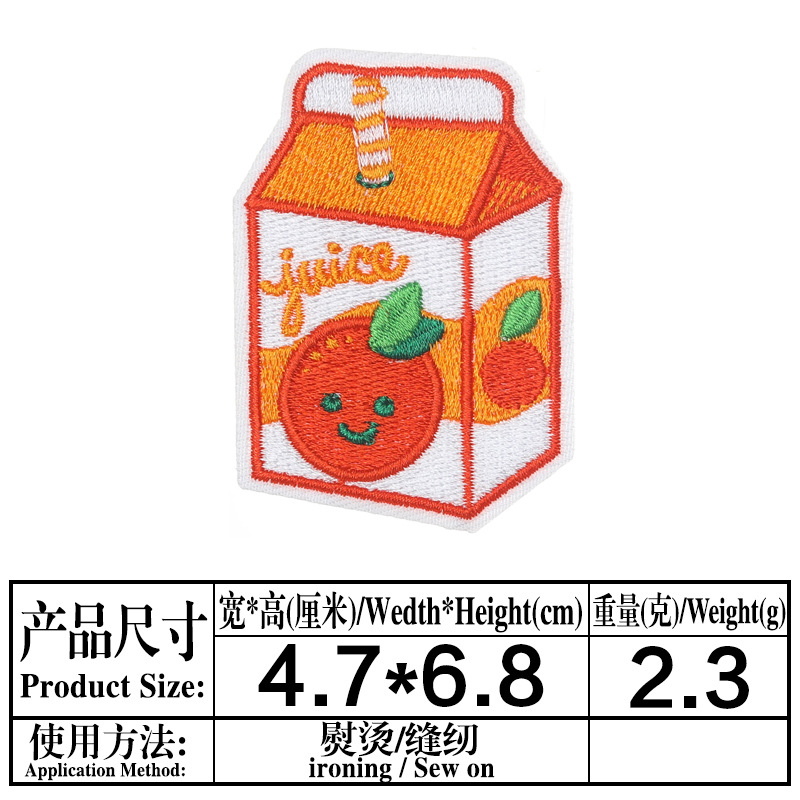 juice
产品尺寸
Product Size:
宽*高(厘米)/Wedth*Height(cm)
重量(克)/Weight(g)
4.7*6.8
2.3
使用方法:
Application Method:
熨烫/缝纫
ironing / Sew on